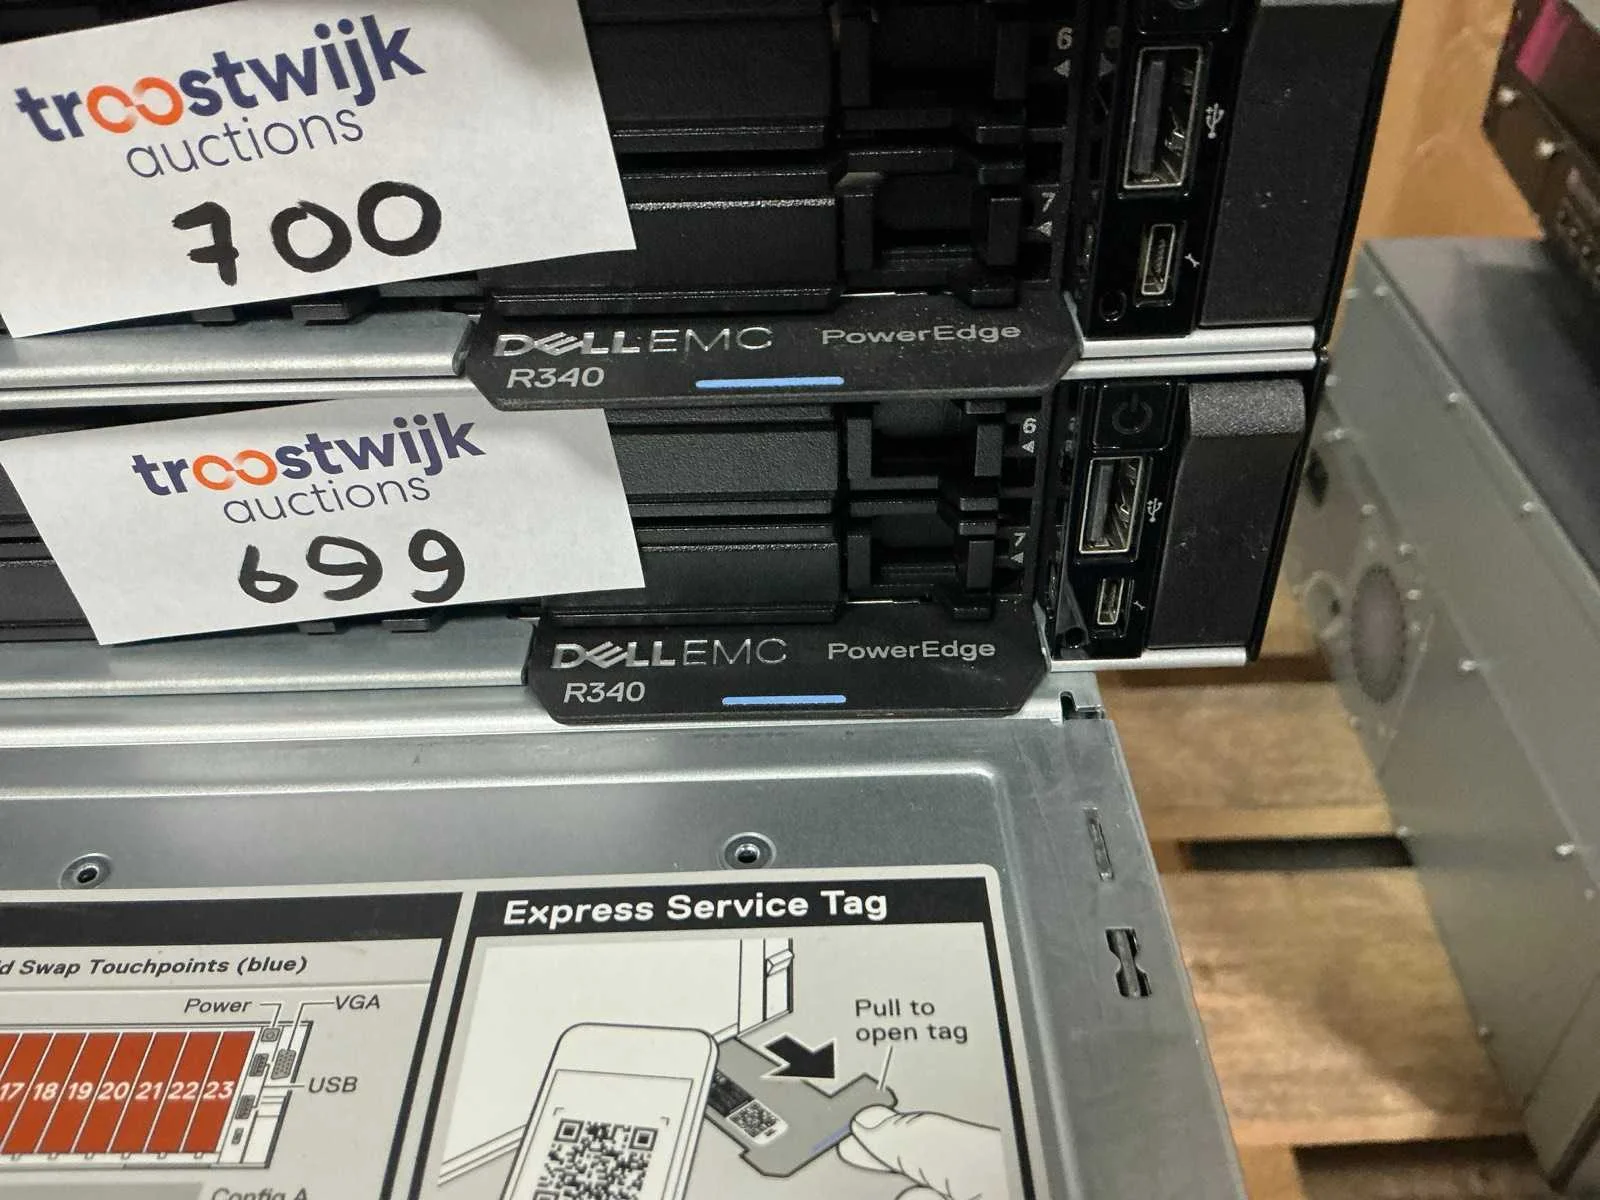 troostwijk
auctions
700
6
7
DELLEMC PowerEdge
R340
troostwijk
auctions
699
6
7
DELLEMC PowerEdge
R340
Express Service Tag
d Swap Touchpoints (blue)
Power
VGA
17 18 19 20 21 22 23
USB
Config A
Pull to
open tag